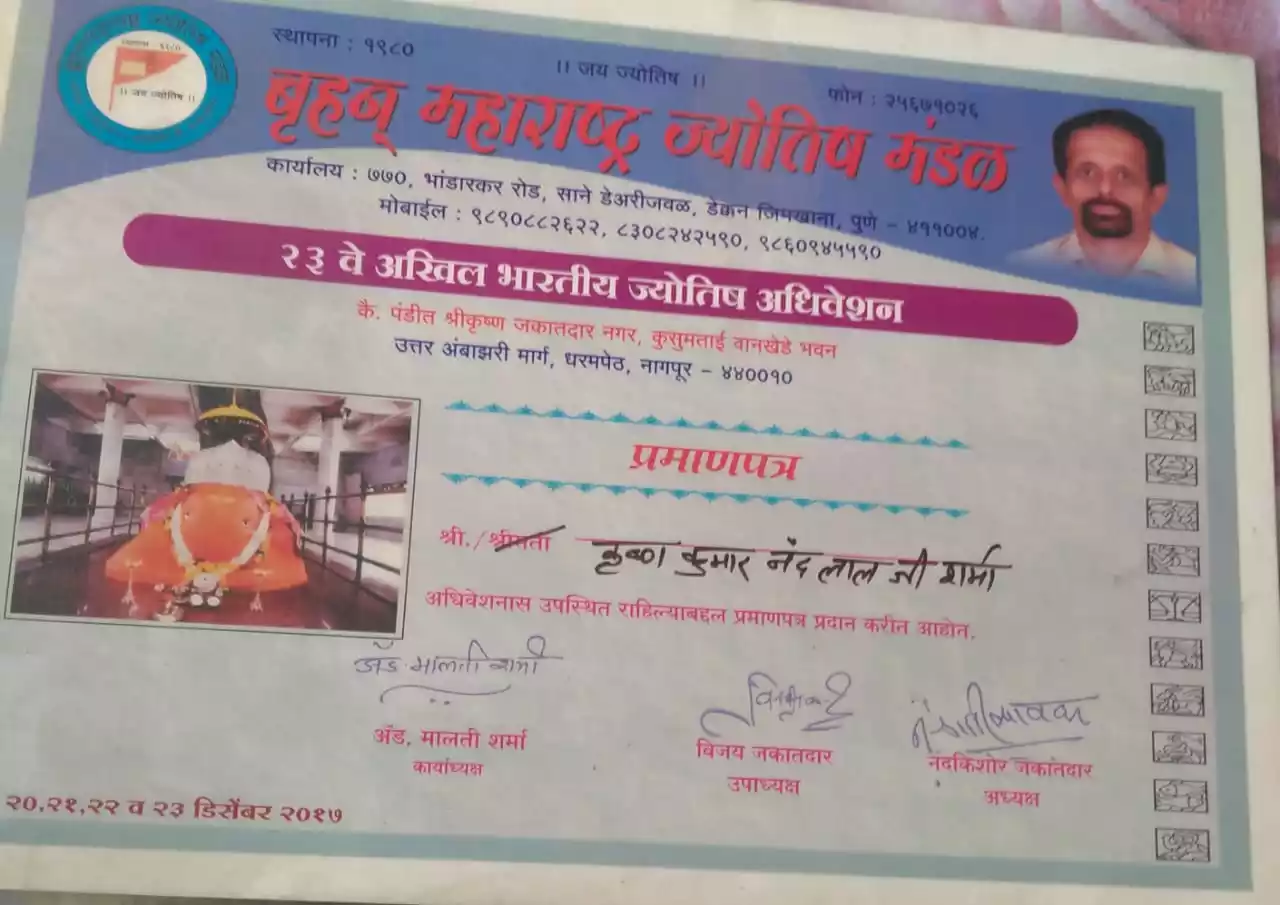 स्थापना : १९८०
।। जय ज्योतिष ।।
फोन : २५६७१०२६
बृहन् महाराष्ट्र ज्योतिष मंडळ
।। जय ज्योतिष ।।
कार्यालय : ७७०, भांडारकर रोड, साने डेअरीजवळ, डेक्कन जिमखाना, पुणे - ४११००४.
मोबाईल : ९८९०८८२६२२, ८३०८२४२५९०, ९८६०९४५५९०
२३ वे अखिल भारतीय ज्योतिष अधिवेशन
कै. पंडीत श्रीकृष्ण जकातदार नगर, कुसुमताई वानखेडे भवन
उत्तर अंबाझरी मार्ग, धरमपेठ, नागपूर - ४४००१०
प्रमाणपत्र
श्री./श्रीमती कृष्ण कुमार नंद लाल जी शर्मा
अधिवेशनास उपस्थित राहिल्याबद्दल प्रमाणपत्र प्रदान करीत आहोत.
अ‍ॅड. मालती शर्मा
अ‍ॅड, मालती शर्मा
कार्याध्यक्ष
विजय जकातदार
उपाध्यक्ष
नंदकिशोर जकातदार
अध्यक्ष
२०,२१,२२ व २३ डिसेंबर २०१७